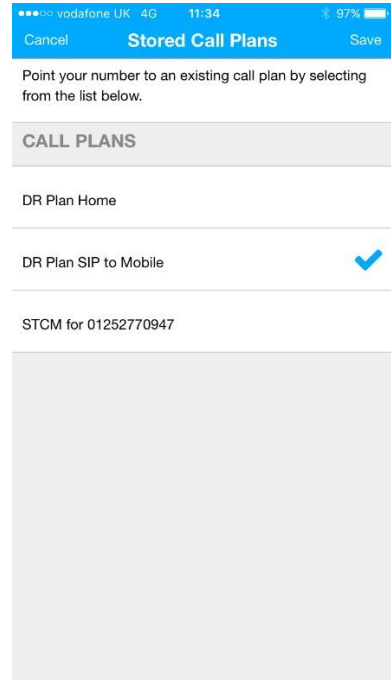 vodafone UK 4G 11:34 97%
Cancel Stored Call Plans Save
Point your number to an existing call plan by selecting
from the list below.
CALL PLANS
DR Plan Home
DR Plan SIP to Mobile
STCM for 01252770947